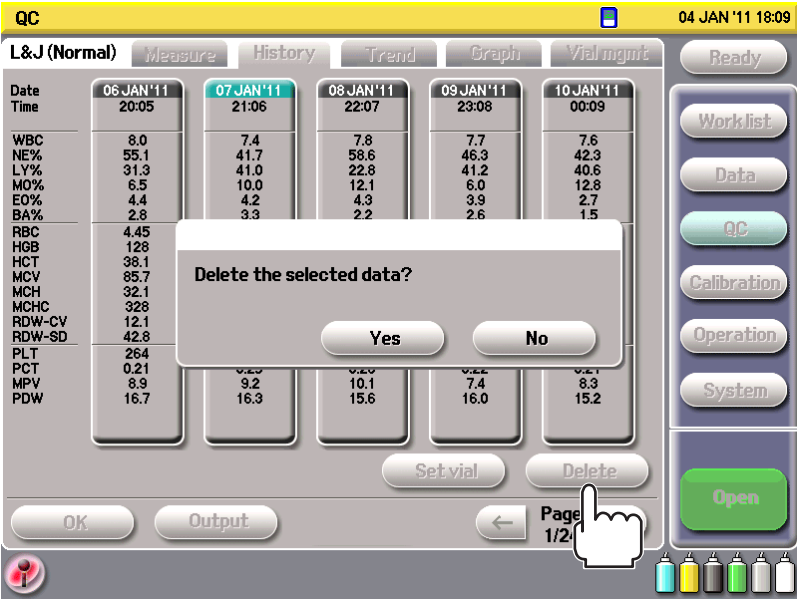 QC 04 JAN '11 18:09
L&J (Normal) Measure History Trend Graph Vial mgmt Ready
Date 06 JAN'11 07 JAN'11 08 JAN'11 09 JAN'11 10 JAN'11
Time 20:05 21:06 22:07 23:08 00:09
WBC 8.0 7.4 7.8 7.7 7.6
NE% 55.1 41.7 58.6 46.3 42.3
LY% 31.3 41.0 22.8 41.2 40.6
MO% 6.5 10.0 12.1 6.0 12.8
EO% 4.4 4.2 4.3 3.9 2.7
BA% 2.8 3.3 2.2 2.6 1.5
RBC 4.45
HGB 128
HCT 38.1
MCV 85.7
MCH 32.1
MCHC 328
RDW-CV 12.1
RDW-SD 42.8
PLT 264
PCT 0.21
MPV 8.9 9.2 10.1 7.4 8.3
PDW 16.7 16.3 15.6 16.0 15.2
Delete the selected data?
Yes No
Set vial Delete
OK Output ← Page
1/2
Work list
Data
QC
Calibration
Operation
System
Open